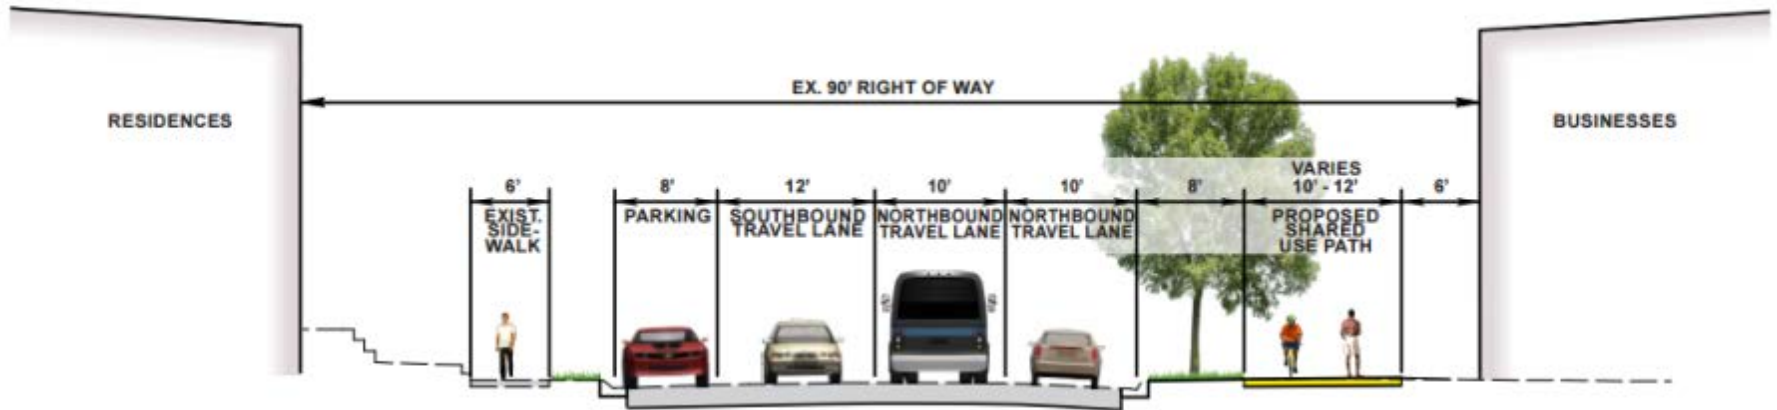 EX. 90' RIGHT OF WAY
RESIDENCES
BUSINESSES
6'
EXIST.
SIDE-
WALK
8'
PARKING
12'
SOUTHBOUND
TRAVEL LANE
10'
NORTHBOUND
TRAVEL LANE
10'
NORTHBOUND
TRAVEL LANE
8'
VARIES
10' - 12'
PROPOSED
SHARED
USE PATH
6'